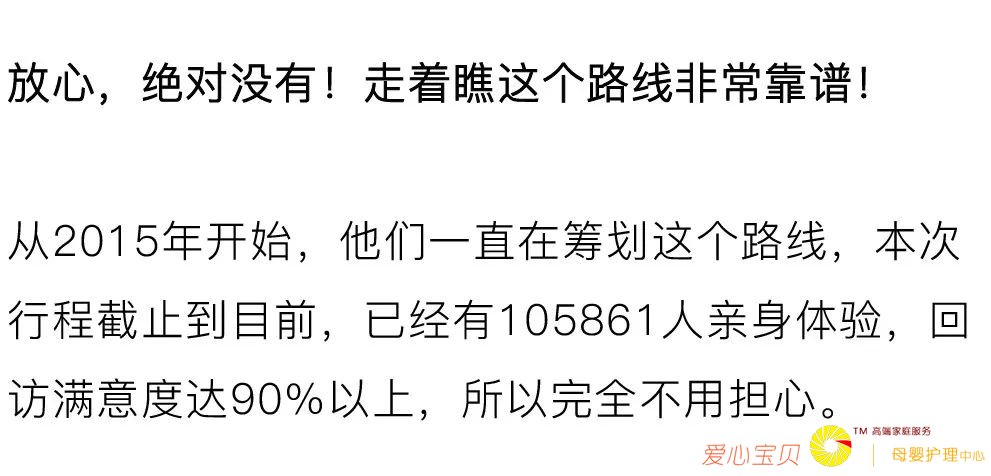 放心，绝对没有！走着瞧这个路线非常靠谱！
从2015年开始，他们一直在筹划这个路线，本次
行程截止到目前，已经有105861人亲身体验，回
访满意度达90%以上，所以完全不用担心。
爱心宝贝 TM 高端家庭服务
母婴护理中心